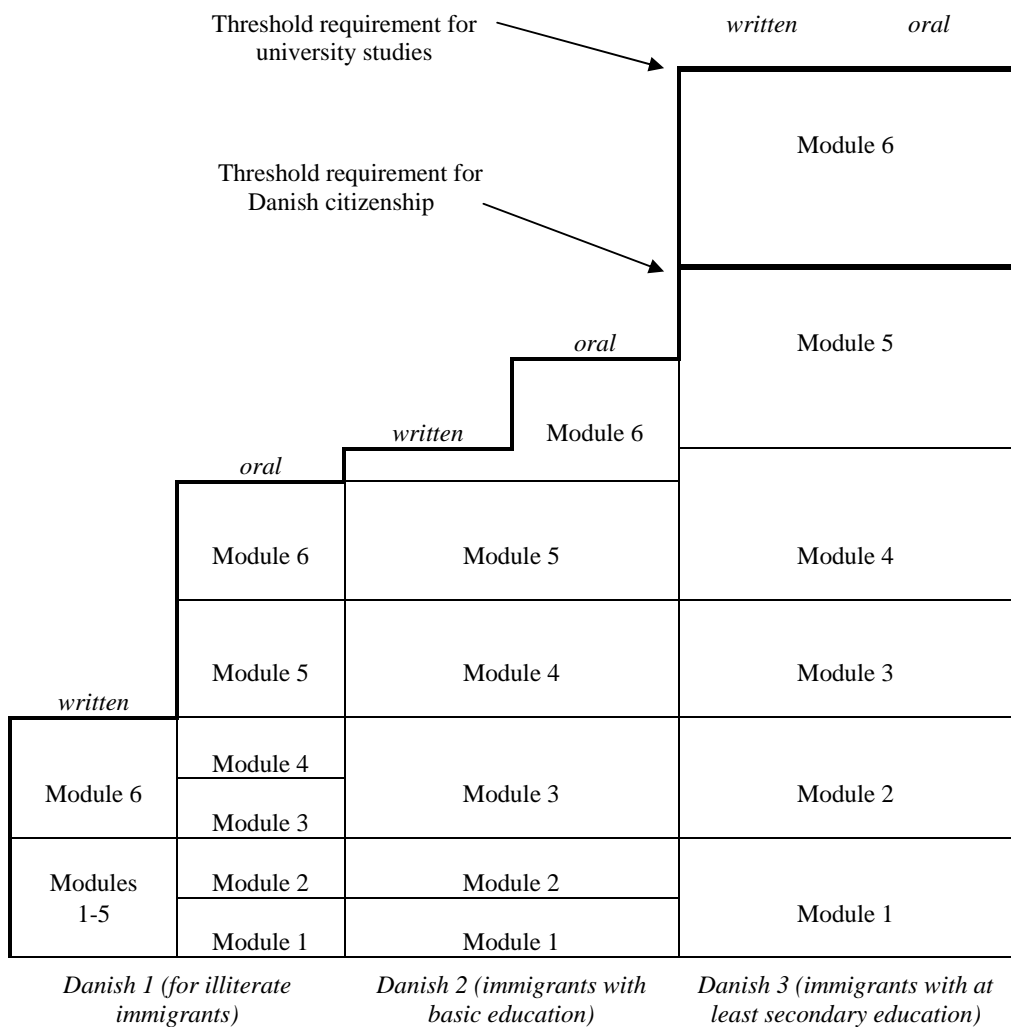 Threshold requirement for
university studies
written oral
Module 6
Threshold requirement for
Danish citizenship
Module 5
oral
written
Module 6
oral
Module 6
Module 5
Module 4
Module 5
Module 4
Module 3
written
Module 4
Module 6
Module 3
Module 2
Module 3
Modules
1-5
Module 2
Module 2
Module 1
Module 1
Module 1
Danish 1 (for illiterate
immigrants)
Danish 2 (immigrants with
basic education)
Danish 3 (immigrants with at
least secondary education)